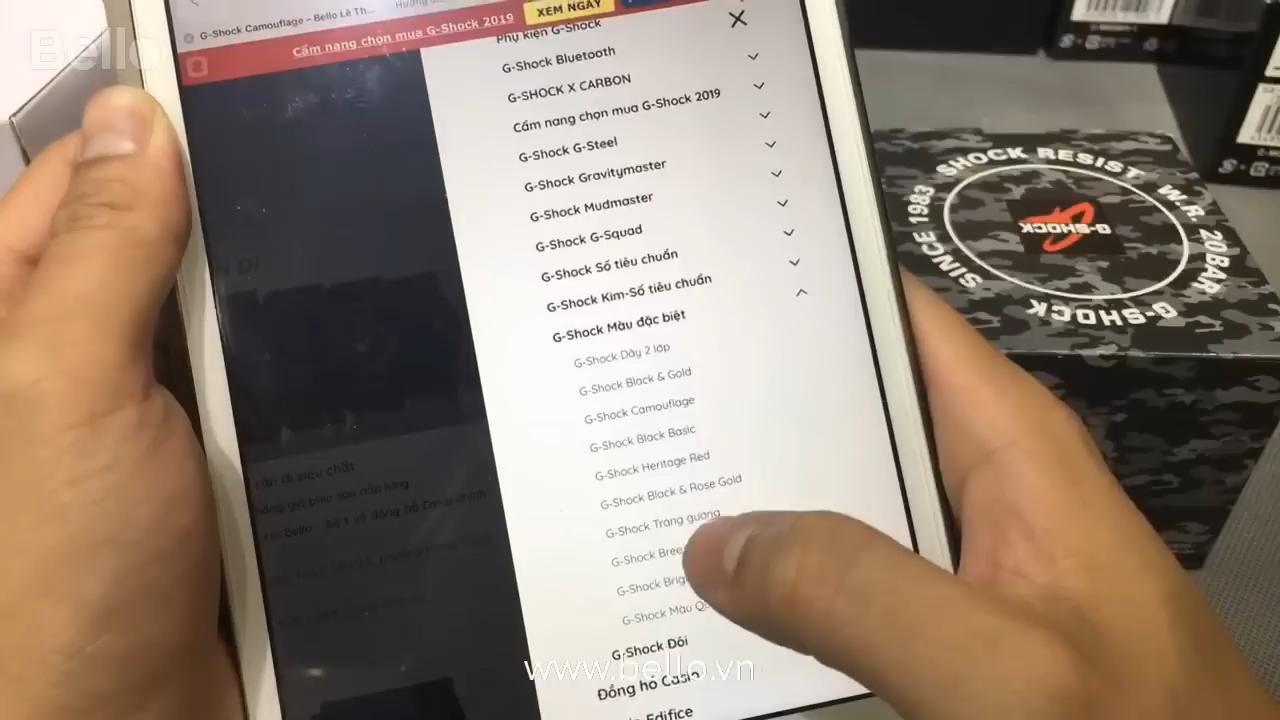 Bello
G-Shock Camouflage – Bello Lê Th...
Cẩm nang chọn mua G-Shock 2019
XEM NGAY
Phụ kiện G-Shock
G-Shock Bluetooth
G-SHOCK X CARBON
Cẩm nang chọn mua G-Shock 2019
G-Shock G-Steel
G-Shock Gravitymaster
G-Shock Mudmaster
G-Shock G-Squad
G-Shock Số tiêu chuẩn
G-Shock Kim-Số tiêu chuẩn
G-Shock Màu đặc biệt
G-Shock Dây 2 lớp
G-Shock Black & Gold
G-Shock Camouflage
G-Shock Black Basic
G-Shock Heritage Red
G-Shock Black & Rose Gold
G-Shock Tráng gương
G-Shock
G-Shock
G-Shock Màu
G-Shock Đôi
Đồng hồ Casio
Edifice
www.bello.vn
SHOCK RESIST W.R. 20BAR
SINCE 1983
G-SHOCK
G-SHOCK